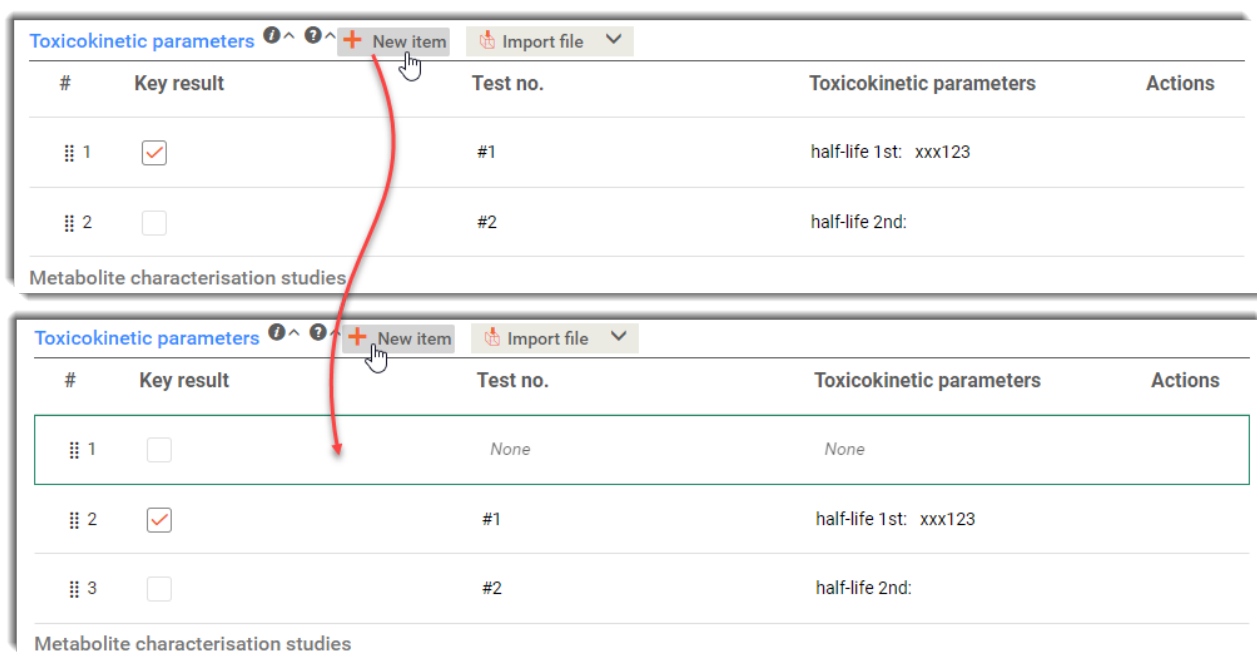 Toxicokinetic parameters New item Import file
# Key result Test no. Toxicokinetic parameters Actions
1 #1 half-life 1st: xxx123
2 #2 half-life 2nd:
Metabolite characterisation studies
Toxicokinetic parameters New item Import file
# Key result Test no. Toxicokinetic parameters Actions
1 None None
2 #1 half-life 1st: xxx123
3 #2 half-life 2nd:
Metabolite characterisation studies